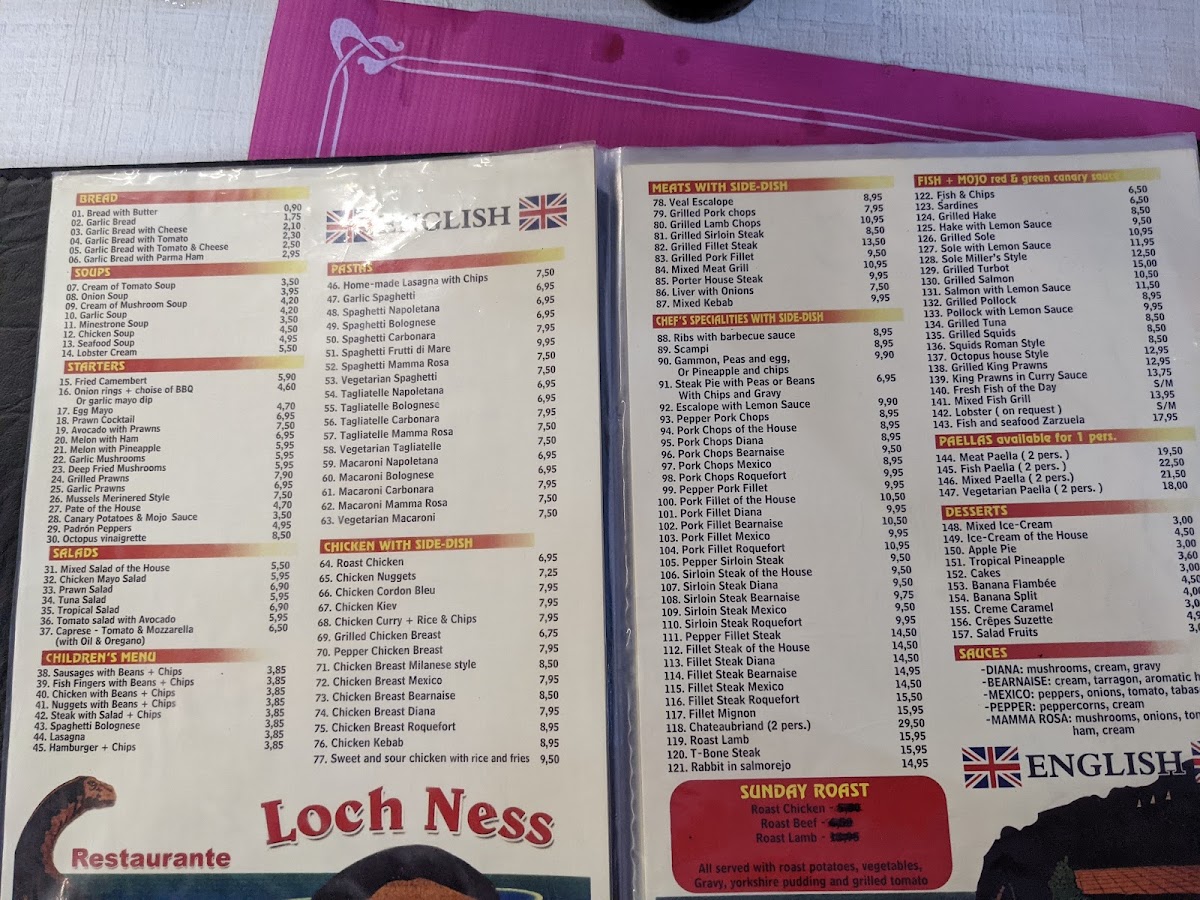 BREAD
01. Bread with Butter 0,90
02. Garlic Bread 1,75
03. Garlic Bread with Cheese 2,10
04. Garlic Bread with Tomato 2,30
05. Garlic Bread with Tomato & Cheese 2,50
06. Garlic Bread with Parma Ham 2,95
SOUPS
07. Cream of Tomato Soup 3,50
08. Onion Soup 3,95
09. Cream of Mushroom Soup 4,20
10. Garlic Soup 4,20
11. Minestrone Soup 3,50
12. Chicken Soup 4,50
13. Seafood Soup 4,95
14. Lobster Cream 5,50
STARTERS
15. Fried Camembert 5,90
16. Onion rings + choise of BBQ 4,60
Or garlic mayo dip
17. Egg Mayo 4,70
18. Prawn Cocktail 6,95
19. Avocado with Prawns 7,50
20. Melon with Ham 6,95
21. Melon with Pineapple 5,95
22. Garlic Mushrooms 5,95
23. Deep Fried Mushrooms 5,95
24. Grilled Prawns 7,90
25. Garlic Prawns 6,95
26. Mussels Merinered Style 7,50
27. Pate of the House 4,70
28. Canary Potatoes & Mojo Sauce 3,50
29. Padrón Peppers 4,95
30. Octopus vinaigrette 8,50
SALADS
31. Mixed Salad of the House 5,50
32. Chicken Mayo Salad 5,95
33. Prawn Salad 6,90
34. Tuna Salad 5,95
35. Tropical Salad 6,90
36. Tomato salad with Avocado 5,95
37. Caprese - Tomato & Mozzarella 6,50
(with Oil & Oregano)
CHILDREN'S MENU
38. Sausages with Beans + Chips 3,85
39. Fish Fingers with Beans + Chips 3,85
40. Chicken with Beans + Chips 3,85
41. Nuggets with Beans + Chips 3,85
42. Steak with Salad + Chips 3,85
43. Spaghetti Bolognese 3,85
44. Lasagna 3,85
45. Hamburger + Chips 3,85
Restaurante
Loch Ness
ENGLISH
PASTAS
46. Home-made Lasagna with Chips 7,50
47. Garlic Spaghetti 6,95
48. Spaghetti Napoletana 6,95
49. Spaghetti Bolognese 6,95
50. Spaghetti Carbonara 7,95
51. Spaghetti Frutti di Mare 9,95
52. Spaghetti Mamma Rosa 7,50
53. Vegetarian Spaghetti 7,50
54. Tagliatelle Napoletana 6,95
55. Tagliatelle Bolognese 6,95
56. Tagliatelle Carbonara 7,95
57. Tagliatelle Mamma Rosa 7,50
58. Vegetarian Tagliatelle 7,50
59. Macaroni Napoletana 6,95
60. Macaroni Bolognese 6,95
61. Macaroni Carbonara 7,95
62. Macaroni Mamma Rosa 7,50
63. Vegetarian Macaroni 7,50
CHICKEN WITH SIDE-DISH
64. Roast Chicken 6,95
65. Chicken Nuggets 7,25
66. Chicken Cordon Bleu 7,95
67. Chicken Kiev 7,95
68. Chicken Curry + Rice & Chips 7,95
69. Grilled Chicken Breast 6,75
70. Pepper Chicken Breast 7,95
71. Chicken Breast Milanese style 8,50
72. Chicken Breast Mexico 7,95
73. Chicken Breast Bearnaise 8,50
74. Chicken Breast Diana 7,95
75. Chicken Breast Roquefort 8,95
76. Chicken Kebab 8,95
77. Sweet and sour chicken with rice and fries 9,50
MEATS WITH SIDE-DISH
78. Veal Escalope 8,95
79. Grilled Pork chops 7,95
80. Grilled Lamb Chops 10,95
81. Grilled Sirloin Steak 8,50
82. Grilled Fillet Steak 13,50
83. Grilled Pork Fillet 9,50
84. Mixed Meat Grill 10,95
85. Porter House Steak 9,95
86. Liver with Onions 7,50
87. Mixed Kebab 9,95
CHEF'S SPECIALITIES WITH SIDE-DISH
88. Ribs with barbecue sauce 8,95
89. Scampi 8,95
90. Gammon, Peas and egg, 9,90
Or Pineapple and chips
91. Steak Pie with Peas or Beans 6,95
With Chips and Gravy
92. Escalope with Lemon Sauce 9,90
93. Pepper Pork Chops 8,95
94. Pork Chops of the House 8,95
95. Pork Chops Diana 8,95
96. Pork Chops Bearnaise 9,50
97. Pork Chops Mexico 8,95
98. Pork Chops Roquefort 9,95
99. Pepper Pork Fillet 9,95
100. Pork Fillet of the House 10,50
101. Pork Fillet Diana 9,95
102. Pork Fillet Bearnaise 10,50
103. Pork Fillet Mexico 9,95
104. Pork Fillet Roquefort 10,95
105. Pepper Sirloin Steak 9,50
106. Sirloin Steak of the House 9,50
107. Sirloin Steak Diana 9,50
108. Sirloin Steak Bearnaise 9,75
109. Sirloin Steak Mexico 9,50
110. Sirloin Steak Roquefort 9,95
111. Pepper Fillet Steak 14,50
112. Fillet Steak of the House 14,50
113. Fillet Steak Diana 14,50
114. Fillet Steak Bearnaise 14,95
115. Fillet Steak Mexico 14,50
116. Fillet Steak Roquefort 15,50
117. Fillet Mignon 15,95
118. Chateaubriand (2 pers.) 29,50
119. Roast Lamb 15,95
120. T-Bone Steak 15,95
121. Rabbit in salmorejo 14,95
SUNDAY ROAST
Roast Chicken -
Roast Beef -
Roast Lamb -
All served with roast potatoes, vegetables,
Gravy, yorkshire pudding and grilled tomato
FISH + MOJO red & green canary sauce
122. Fish & Chips 6,50
123. Sardines 6,50
124. Grilled Hake 8,50
125. Hake with Lemon Sauce 9,50
126. Grilled Sole 10,95
127. Sole with Lemon Sauce 11,95
128. Sole Miller's Style 12,50
129. Grilled Turbot 15,00
130. Grilled Salmon 10,50
131. Salmon with Lemon Sauce 11,50
132. Grilled Pollock 8,95
133. Pollock with Lemon Sauce 9,95
134. Grilled Tuna 8,50
135. Grilled Squids 8,50
136. Squids Roman Style 8,50
137. Octopus house Style 12,95
138. Grilled King Prawns 12,95
139. King Prawns in Curry Sauce 13,75
140. Fresh Fish of the Day S/M
141. Mixed Fish Grill 13,95
142. Lobster ( on request ) S/M
143. Fish and seafood Zarzuela 17,95
PAELLAS available for 1 pers.
144. Meat Paella ( 2 pers. ) 19,50
145. Fish Paella ( 2 pers. ) 22,50
146. Mixed Paella ( 2 pers.) 21,50
147. Vegetarian Paella ( 2 pers. ) 18,00
DESSERTS
148. Mixed Ice-Cream 3,00
149. Ice-Cream of the House 4,50
150. Apple Pie 3,00
151. Tropical Pineapple 3,60
152. Cakes 3,00
153. Banana Flambée 4,50
154. Banana Split 4,00
155. Creme Caramel 3,0
156. Crêpes Suzette 4,9
157. Salad Fruits 3,
SAUCES
-DIANA: mushrooms, cream, gravy
-BEARNAISE: cream, tarragon, aromatic h
-MEXICO: peppers, onions, tomato, tabas
-PEPPER: peppercorns, cream
-MAMMA ROSA: mushrooms, onions, tom
ham, cream
ENGLISH